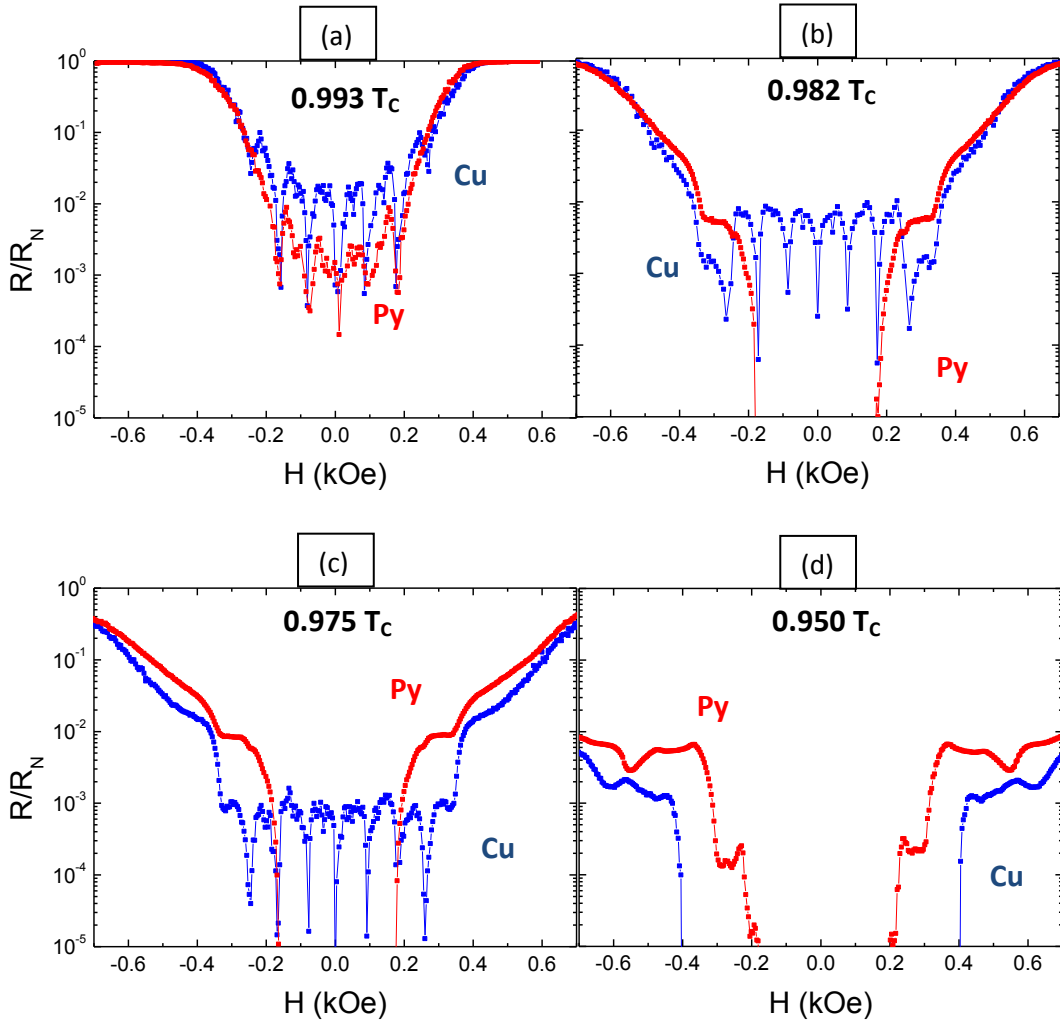 (a)
(b)
10⁰
10⁻¹
10⁻²
10⁻³
10⁻⁴
10⁻⁵
R/R_N
0.993 T_C
Cu
Py
-0.6 -0.4 -0.2 0.0 0.2 0.4 0.6
H (kOe)
0.982 T_C
Cu
Py
-0.6 -0.4 -0.2 0.0 0.2 0.4 0.6
H (kOe)
(c)
(d)
10⁰
10⁻¹
10⁻²
10⁻³
10⁻⁴
10⁻⁵
R/R_N
0.975 T_C
Py
Cu
-0.6 -0.4 -0.2 0.0 0.2 0.4 0.6
H (kOe)
0.950 T_C
Py
Cu
-0.6 -0.4 -0.2 0.0 0.2 0.4 0.6
H (kOe)